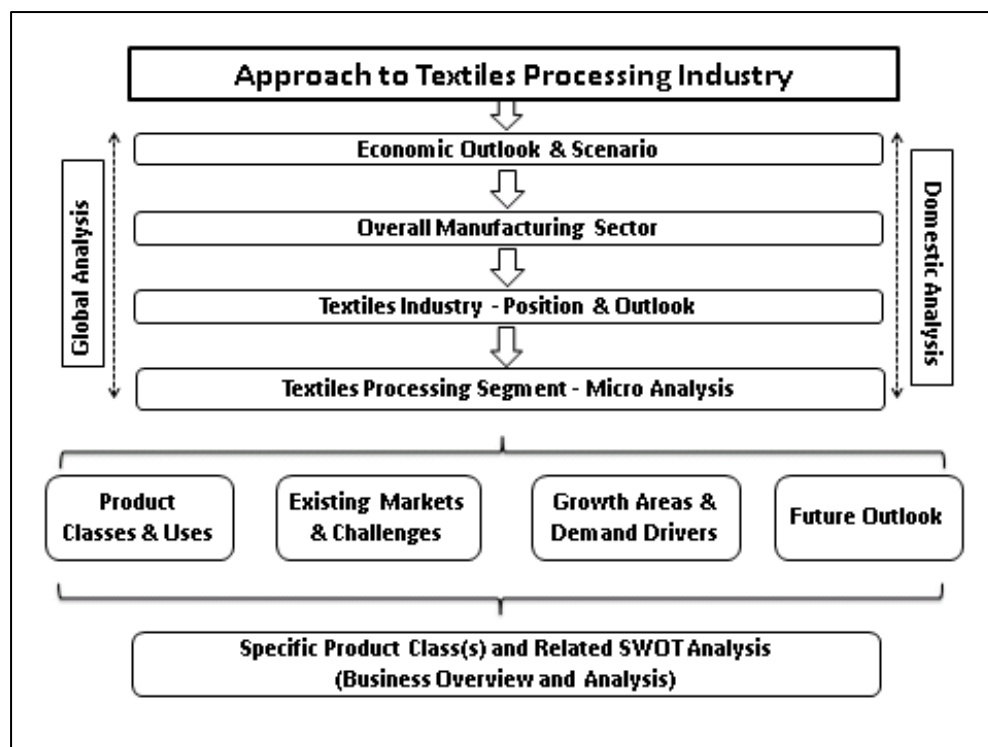 Approach to Textiles Processing Industry
Economic Outlook & Scenario
Overall Manufacturing Sector
Textiles Industry - Position & Outlook
Textiles Processing Segment - Micro Analysis
Global Analysis
Domestic Analysis
Product
Classes & Uses
Existing Markets
& Challenges
Growth Areas &
Demand Drivers
Future Outlook
Specific Product Class(s) and Related SWOT Analysis
(Business Overview and Analysis)